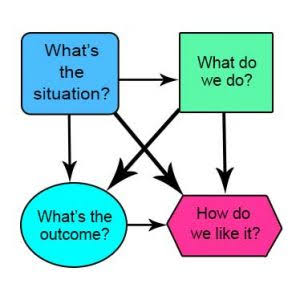 What's
the
situation?
What do
we do?
What's the
outcome?
How do
we like it?